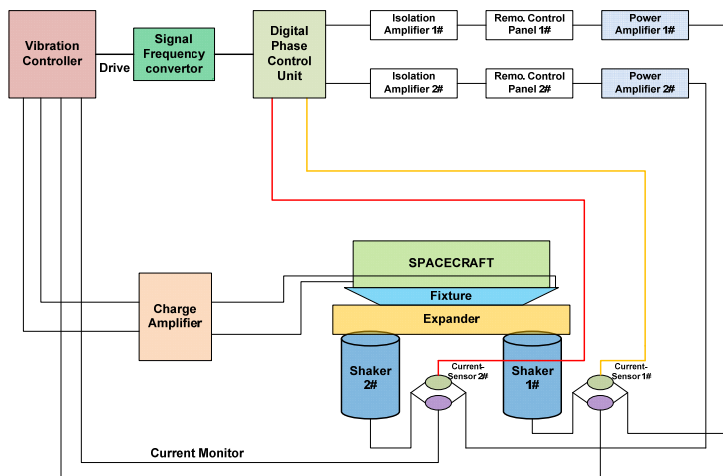 Vibration
Controller
Drive
Signal
Frequency
convertor
Digital
Phase
Control
Unit
Isolation
Amplifier 1#
Remo. Control
Panel 1#
Power
Amplifier 1#
Isolation
Amplifier 2#
Remo. Control
Panel 2#
Power
Amplifier 2#
SPACECRAFT
Fixture
Expander
Charge
Amplifier
Shaker
2#
Current-
Sensor 2#
Shaker
1#
Current-
Sensor 1#
Current Monitor